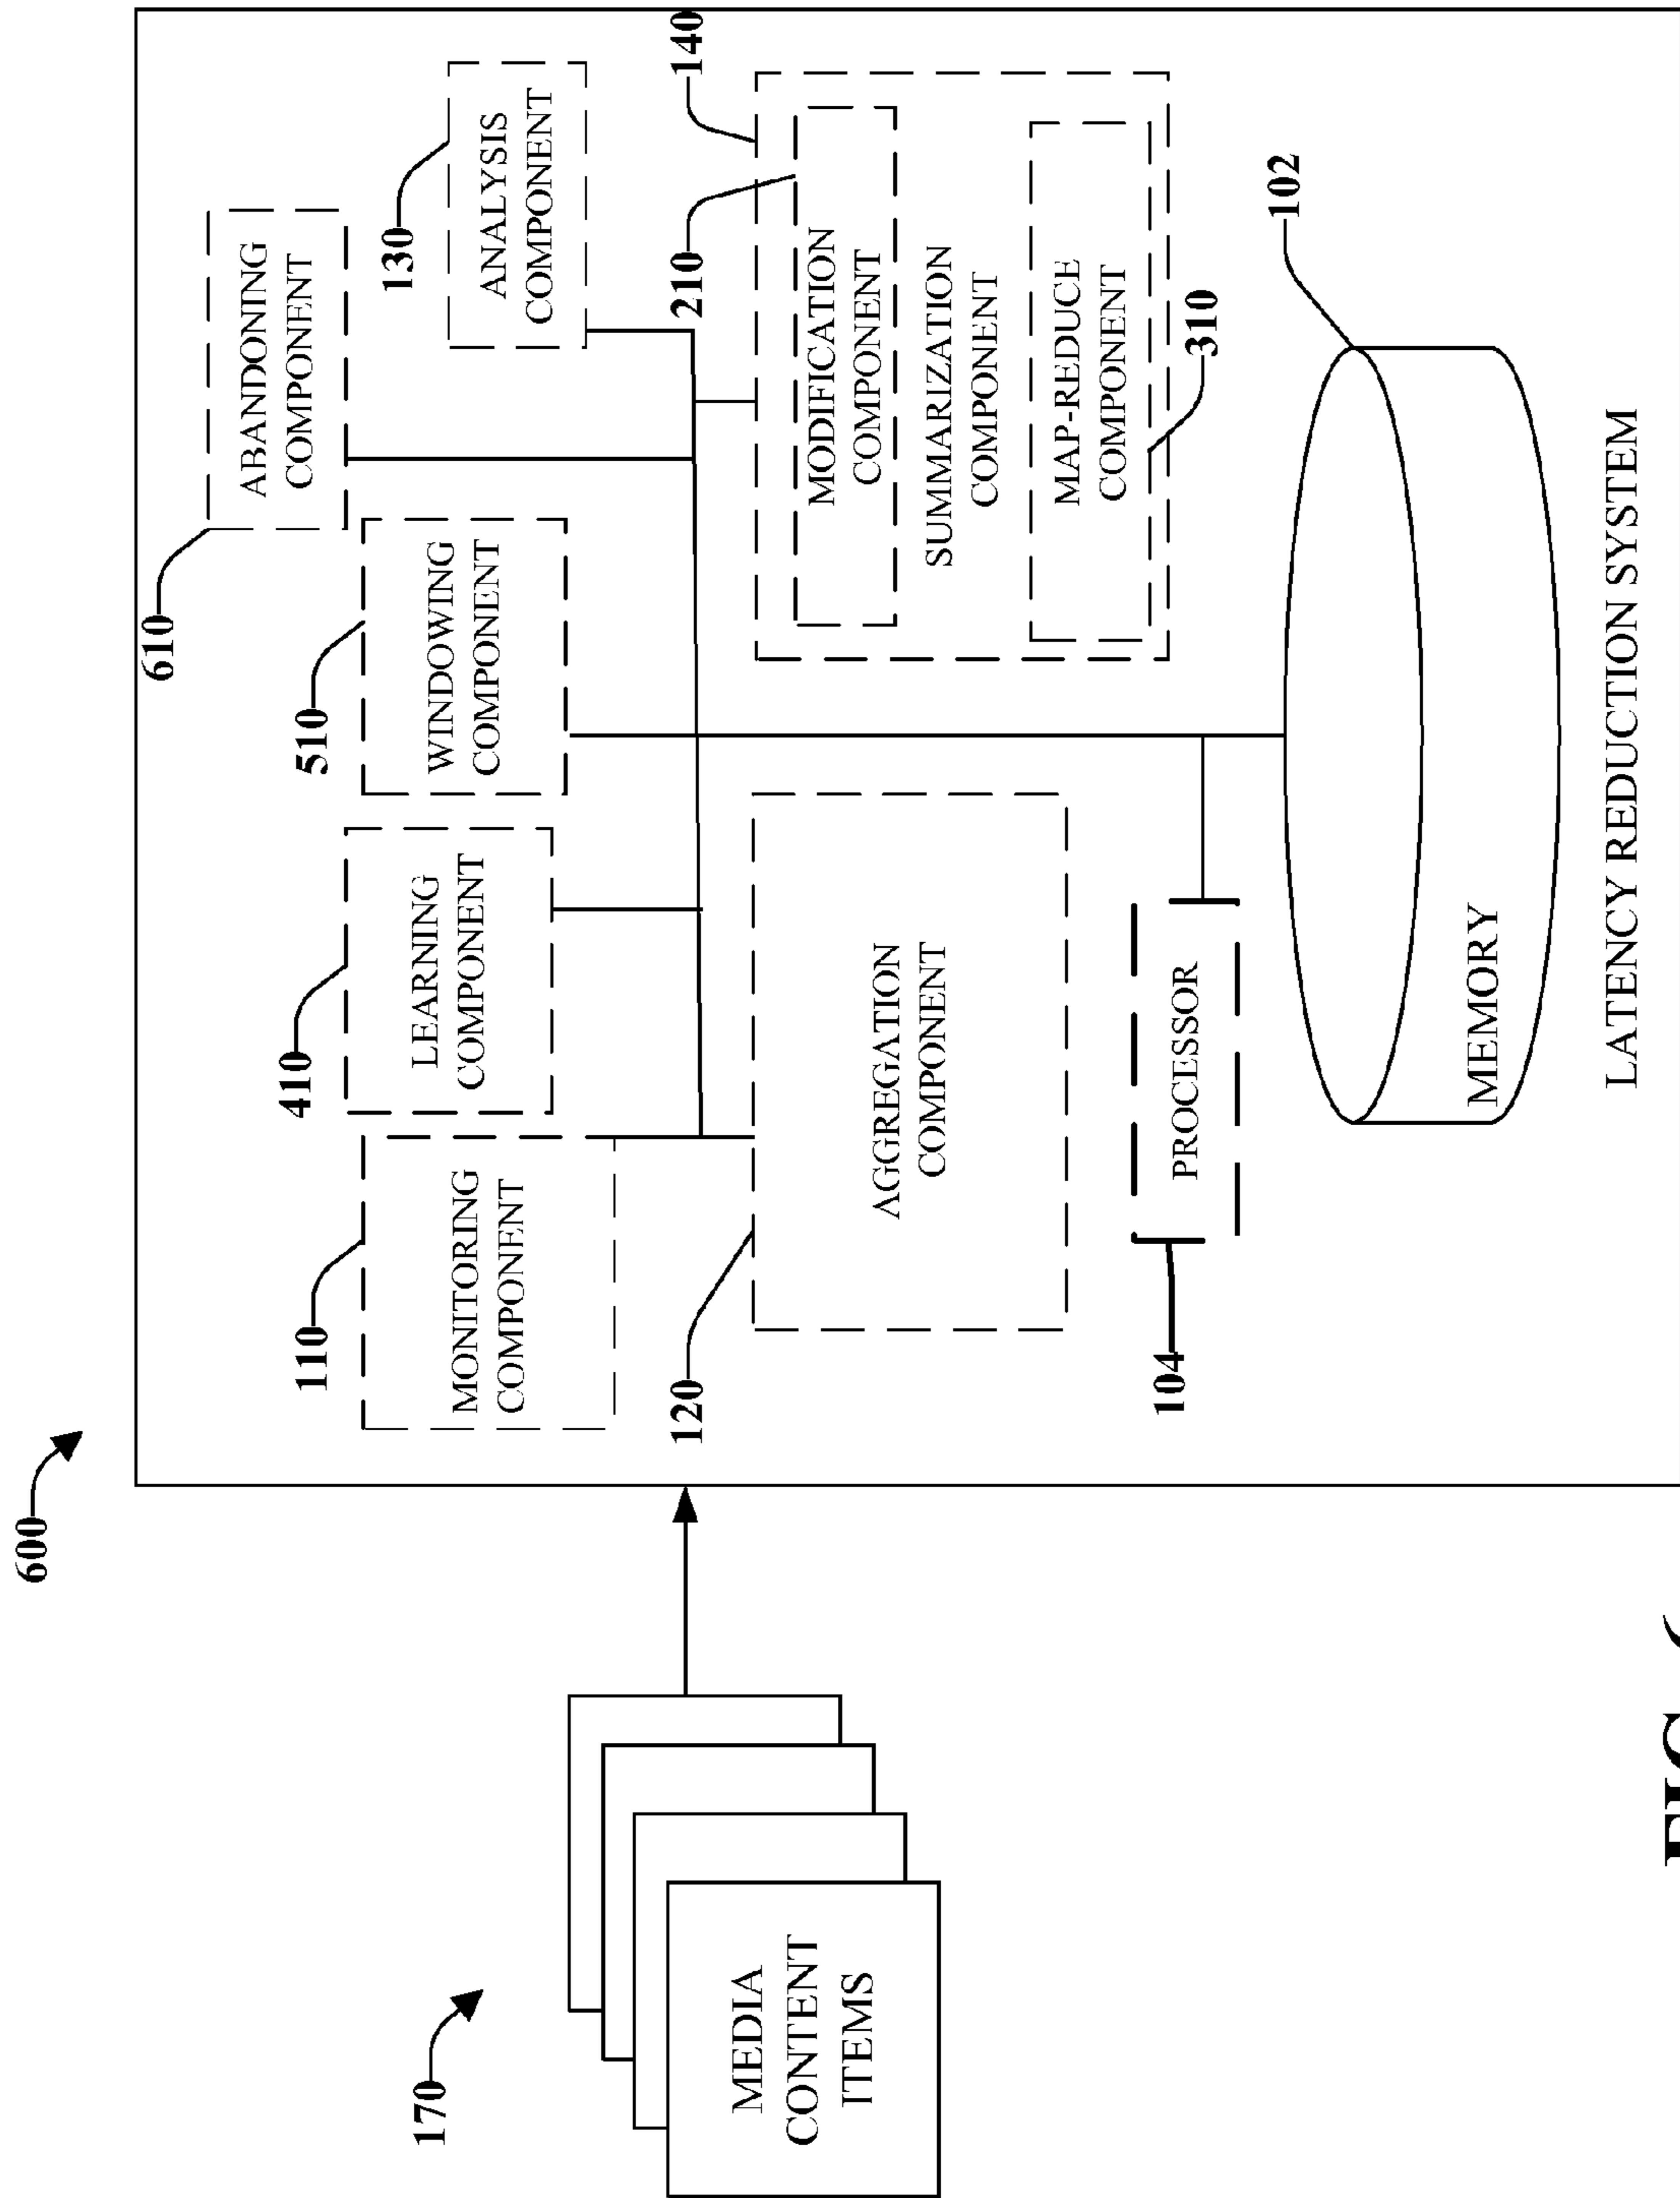 600
610
110
410
510
ABANDONING
COMPONENT
170
130
MONITORING
COMPONENT
LEARNING
COMPONENT
WINDOWING
COMPONENT
ANALYSIS
COMPONENT
120
210
140
MEDIA
CONTENT
ITEMS
AGGREGATION
COMPONENT
MODIFICATION
COMPONENT
SUMMARIZATION
COMPONENT
MAP-REDUCE
COMPONENT
104
PROCESSOR
310
102
MEMORY
LATENCY REDUCTION SYSTEM